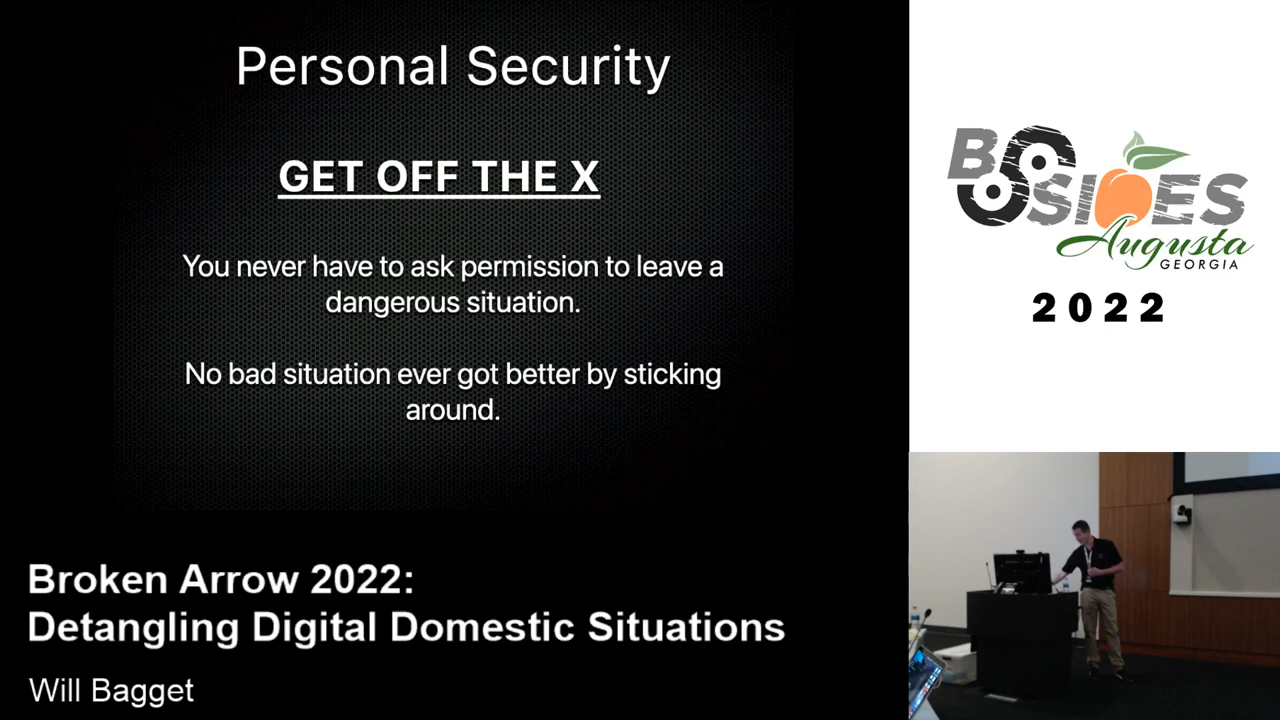 Personal Security
GET OFF THE X
You never have to ask permission to leave a
dangerous situation.
No bad situation ever got better by sticking
around.
BSIDES
Augusta
GEORGIA
2022
Broken Arrow 2022:
Detangling Digital Domestic Situations
Will Bagget